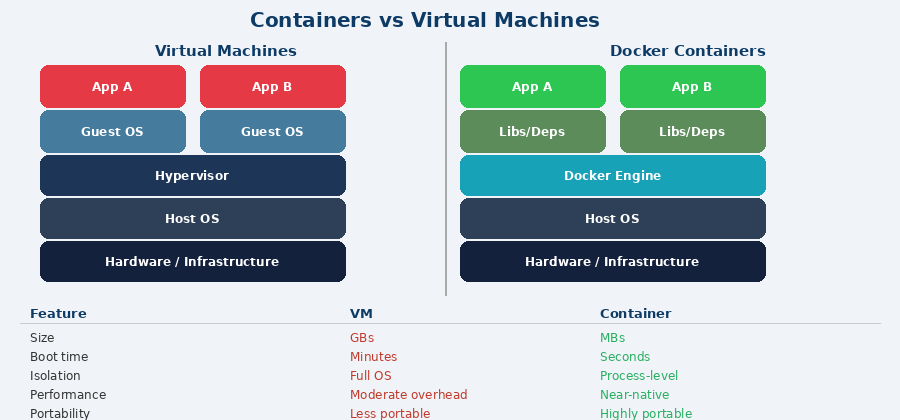 Containers vs Virtual Machines
Virtual Machines
App A
App B
Guest OS
Guest OS
Hypervisor
Host OS
Hardware / Infrastructure
Docker Containers
App A
App B
Libs/Deps
Libs/Deps
Docker Engine
Host OS
Hardware / Infrastructure
Feature VM Container
Size GBs MBs
Boot time Minutes Seconds
Isolation Full OS Process-level
Performance Moderate overhead Near-native
Portability Less portable Highly portable